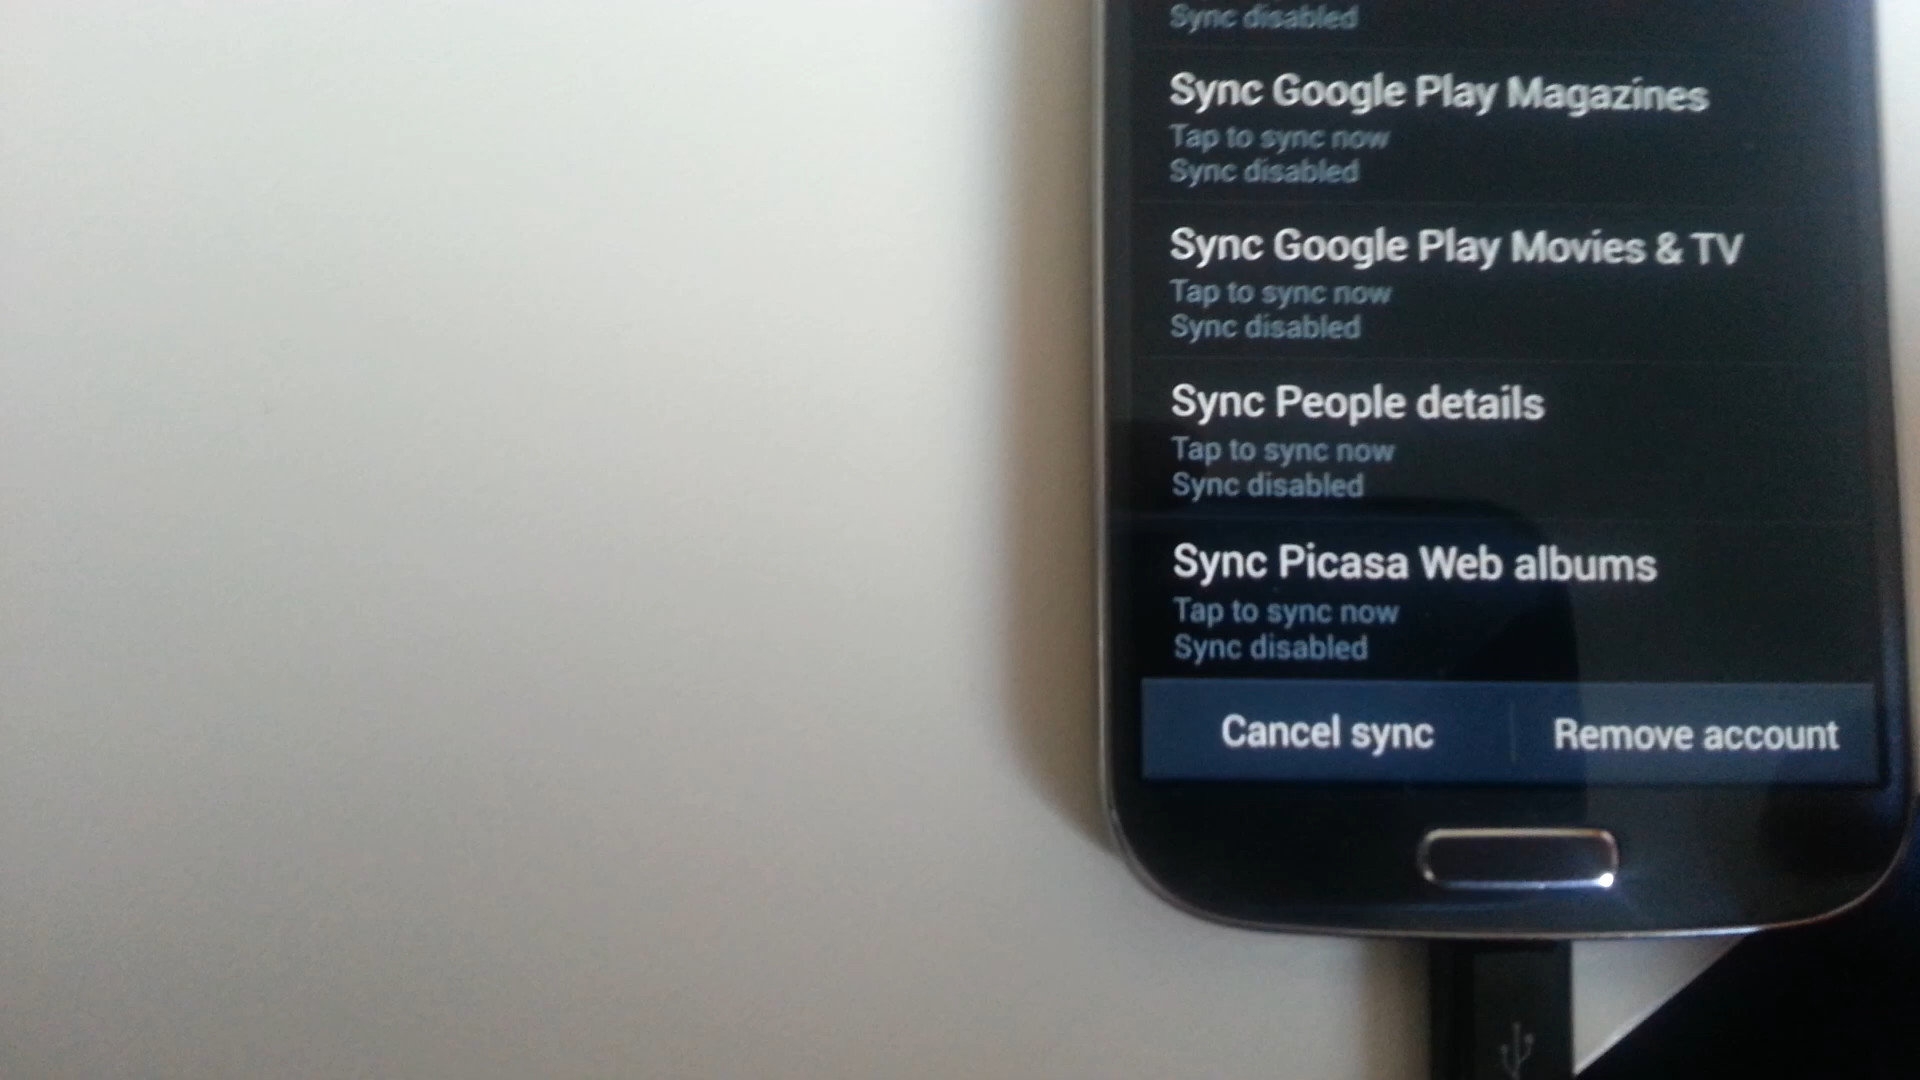 Sync disabled
Sync Google Play Magazines
Tap to sync now
Sync disabled
Sync Google Play Movies & TV
Tap to sync now
Sync disabled
Sync People details
Tap to sync now
Sync disabled
Sync Picasa Web albums
Tap to sync now
Sync disabled
Cancel sync Remove account